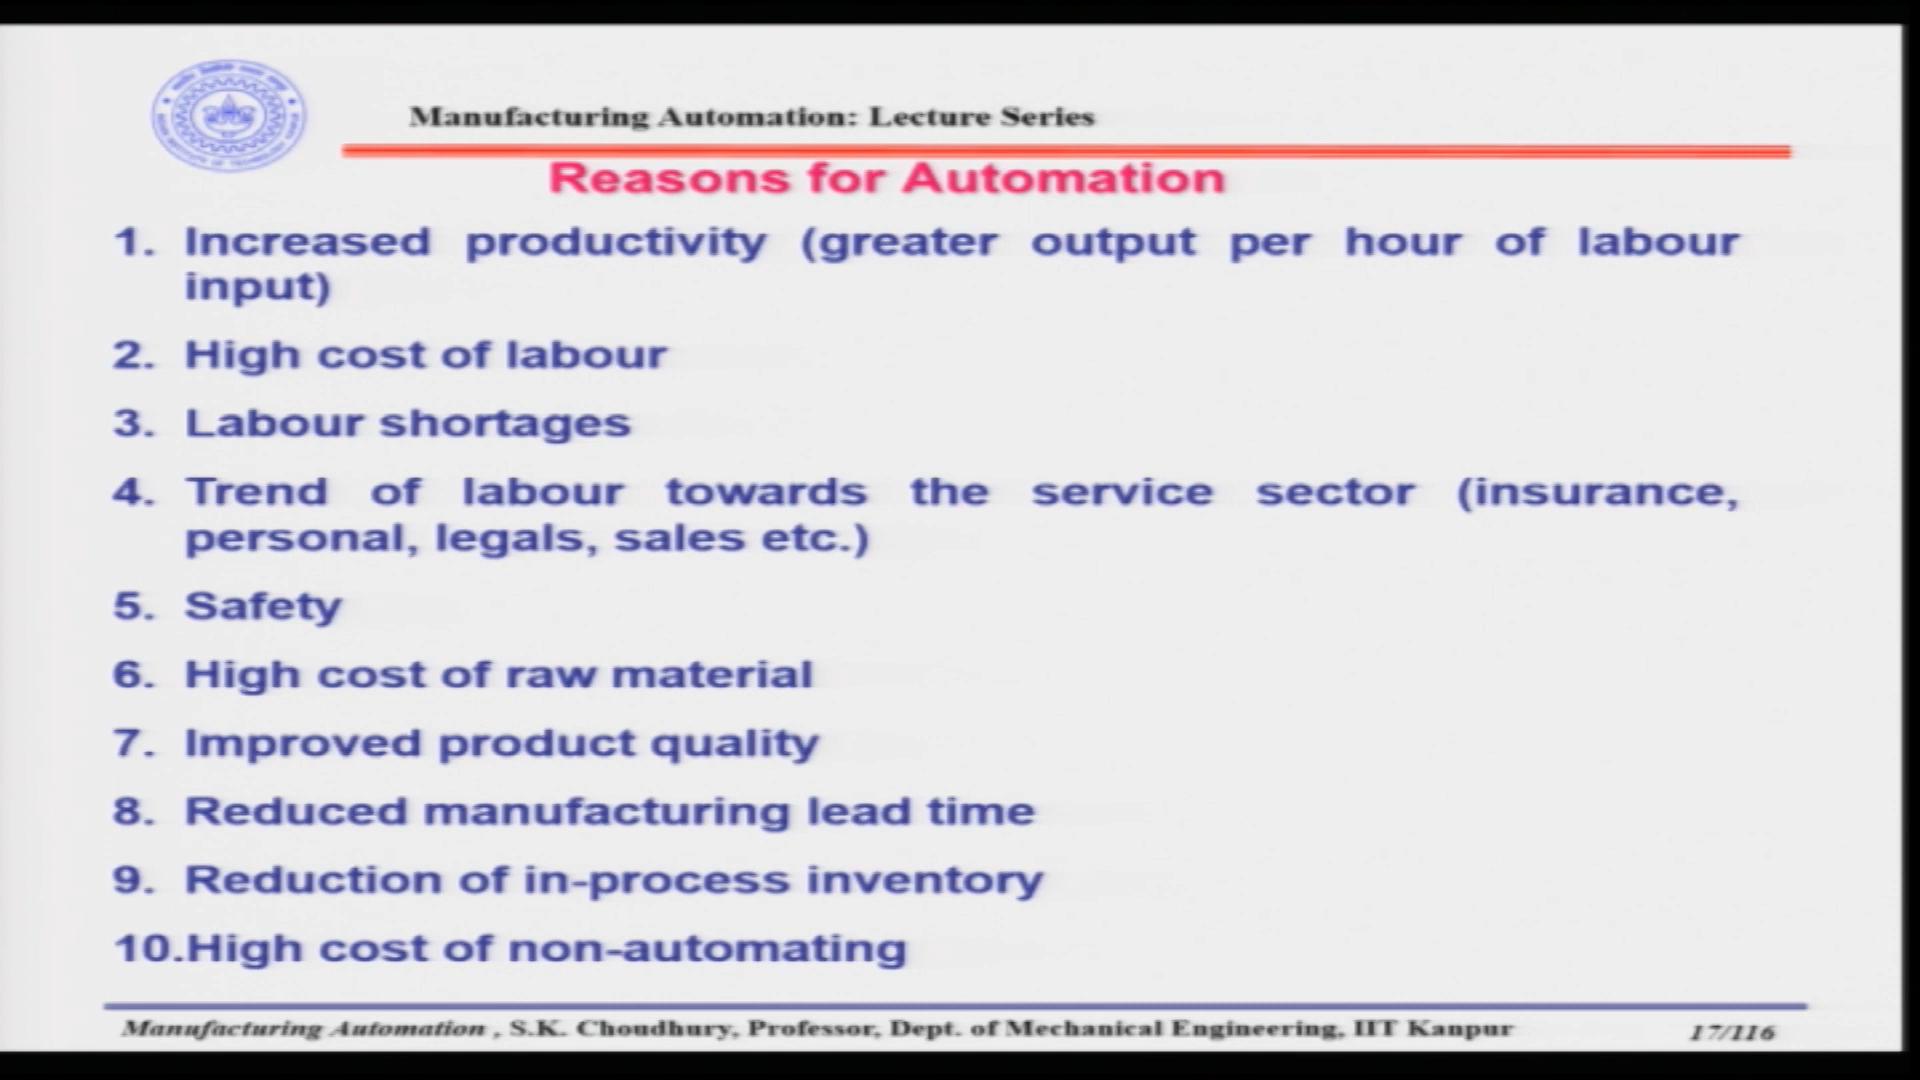 Manufacturing Automation: Lecture Series
Reasons for Automation
1. Increased productivity (greater output per hour of labour
input)
2. High cost of labour
3. Labour shortages
4. Trend of labour towards the service sector (insurance,
personal, legals, sales etc.)
5. Safety
6. High cost of raw material
7. Improved product quality
8. Reduced manufacturing lead time
9. Reduction of in-process inventory
10.High cost of non-automating
Manufacturing Automation , S.K. Choudhury, Professor, Dept. of Mechanical Engineering, IIT Kanpur
17/116